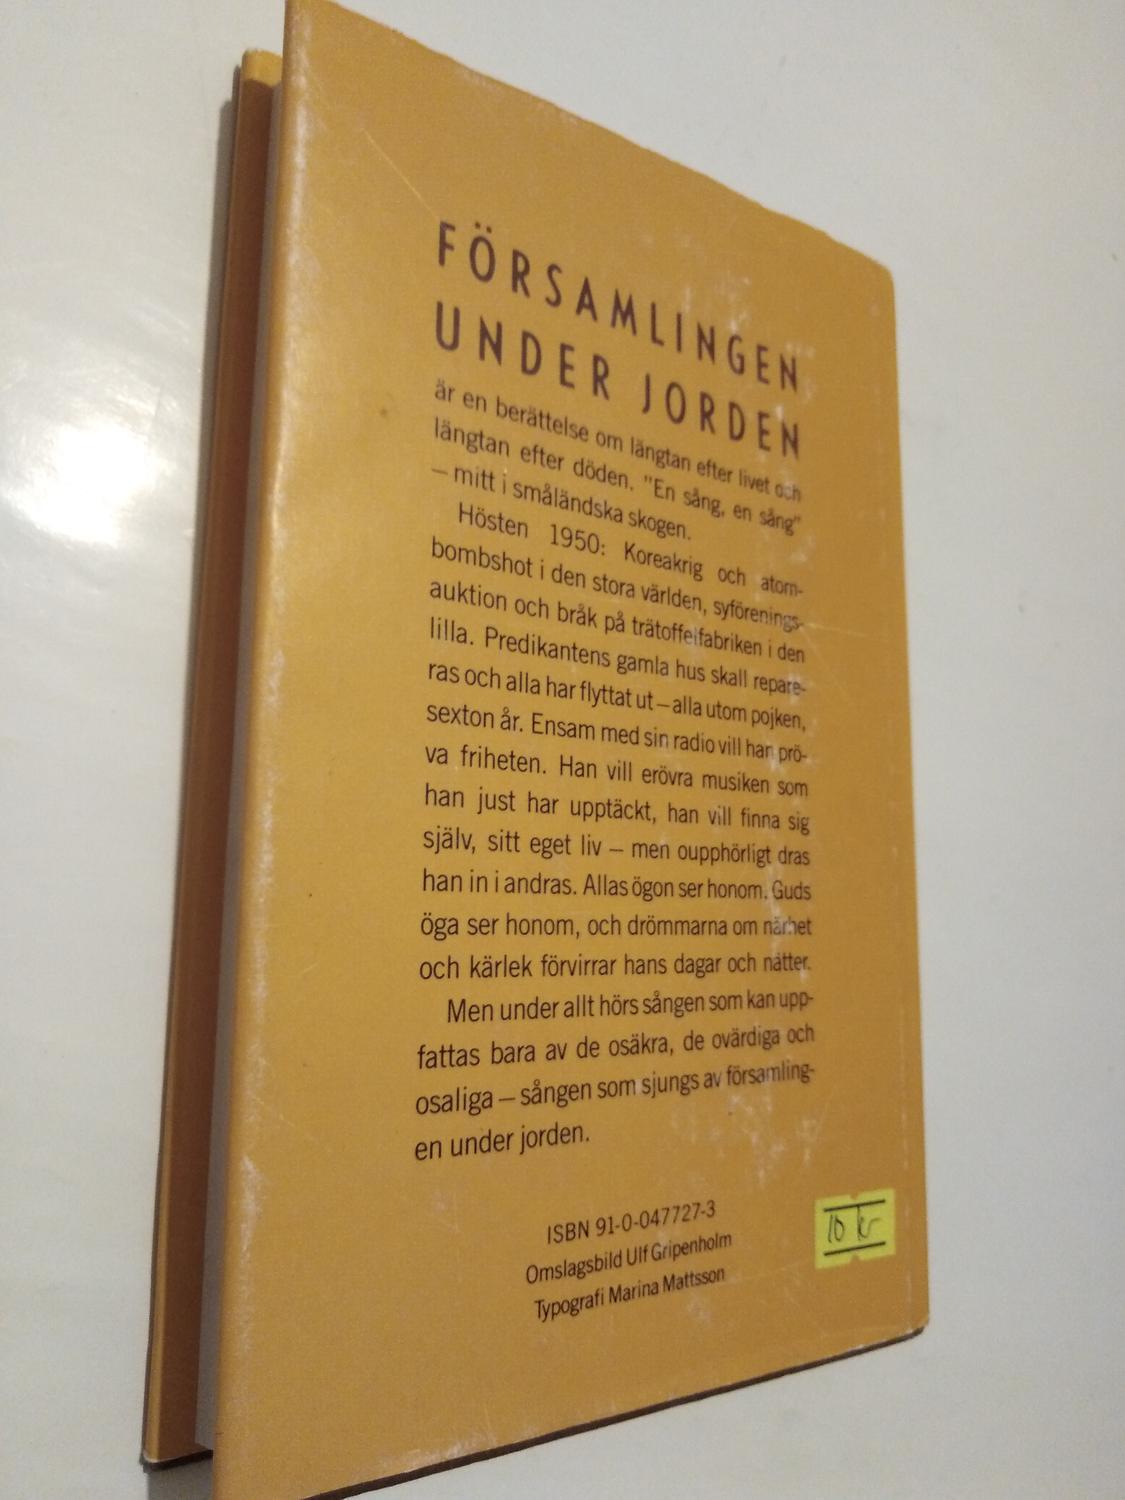 FÖRSAMLINGEN
UNDER JORDEN
är en berättelse om längtan efter livet och
längtan efter döden. "En sång, en sång"
– mitt i småländska skogen.
Hösten 1950: Koreakrig och atom-
bombshot i den stora världen, syförenings-
auktion och bråk på trätoffelfabriken i den
lilla. Predikantens gamla hus skall repare-
ras och alla har flyttat ut – alla utom pojken,
sexton år. Ensam med sin radio vill han prö-
va friheten. Han vill erövra musiken som
han just har upptäckt, han vill finna sig
själv, sitt eget liv – men oupphörligt dras
han in i andras. Allas ögon ser honom. Guds
öga ser honom, och drömmarna om närhet
och kärlek förvirrar hans dagar och nätter.
Men under allt hörs sången som kan upp-
fattas bara av de osäkra, de ovärdiga och
osaliga – sången som sjungs av församling-
en under jorden.
ISBN 91-0-047727-3
Omslagsbild Ulf Gripenholm
Typografi Marina Mattsson
10 kr